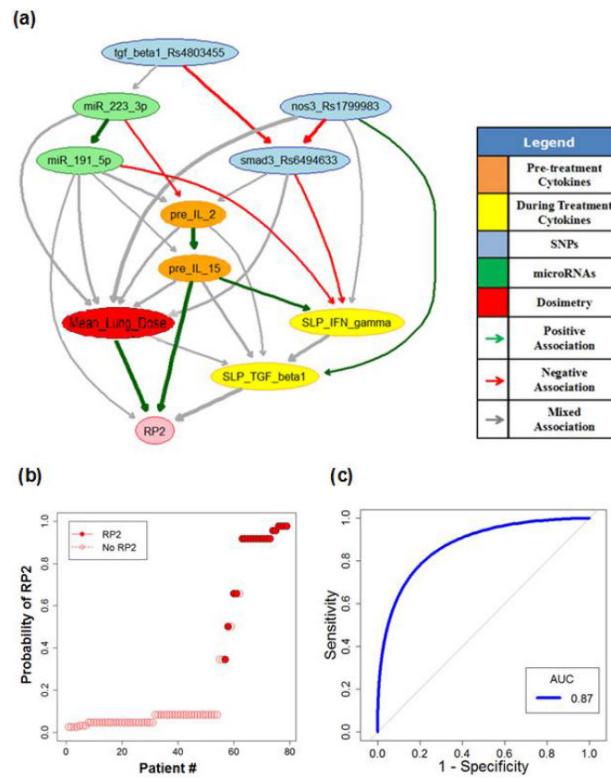 (a)
tgf_beta1_Rs4803455
miR_223_3p
nos3_Rs1799983
miR_191_5p
smad3_Rs6494633
pre_IL_2
pre_IL_15
Mean_Lung_Dose
SLP_IFN_gamma
SLP_TGF_beta1
RP2
Legend
Pre-treatment
Cytokines
During Treatment
Cytokines
SNPs
microRNAs
Dosimetry
Positive
Association
Negative
Association
Mixed
Association
(b)
Probability of RP2
1.0
0.8
0.6
0.4
0.2
0.0
RP2
No RP2
0
20
40
60
80
Patient #
(c)
Sensitivity
1.0
0.8
0.6
0.4
0.2
0.0
AUC
0.87
0.0
0.2
0.4
0.6
0.8
1.0
1 - Specificity